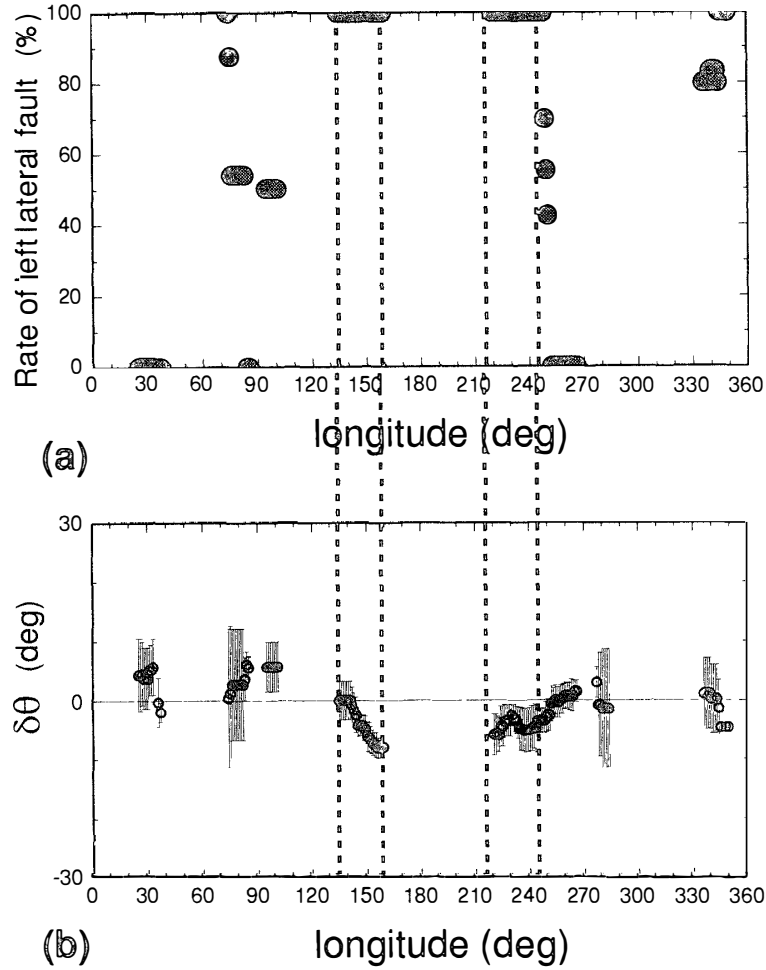 Rate of left lateral fault (%)
100
80
60
40
20
0
0 30 60 90 120 150 180 210 240 270 300 330 360
longitude (deg)
(a)
δθ (deg)
30
0
-30
0 30 60 90 120 150 180 210 240 270 300 330 360
longitude (deg)
(b)